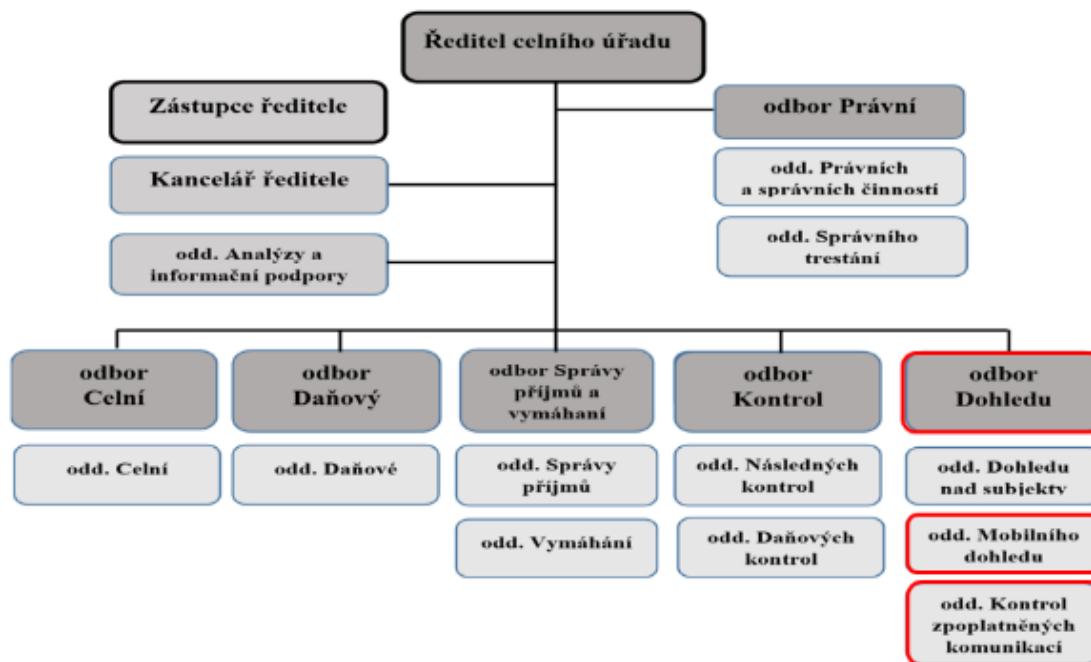 Ředitel celního úřadu
Zástupce ředitele
Kancelář ředitele
odd. Analýzy a
informační podpory
odbor Právní
odd. Právních
a správních činností
odd. Správního
trestání
odbor
Celní
odd. Celní
odbor
Daňový
odd. Daňové
odbor Správy
příjmů a
vymáhaní
odd. Správy
příjmů
odd. Vymáhání
odbor
Kontrol
odd. Následných
kontrol
odd. Daňových
kontrol
odbor
Dohledu
odd. Dohledu
nad subjekty
odd. Mobilního
dohledu
odd. Kontrol
zpoplatněných
komunikací